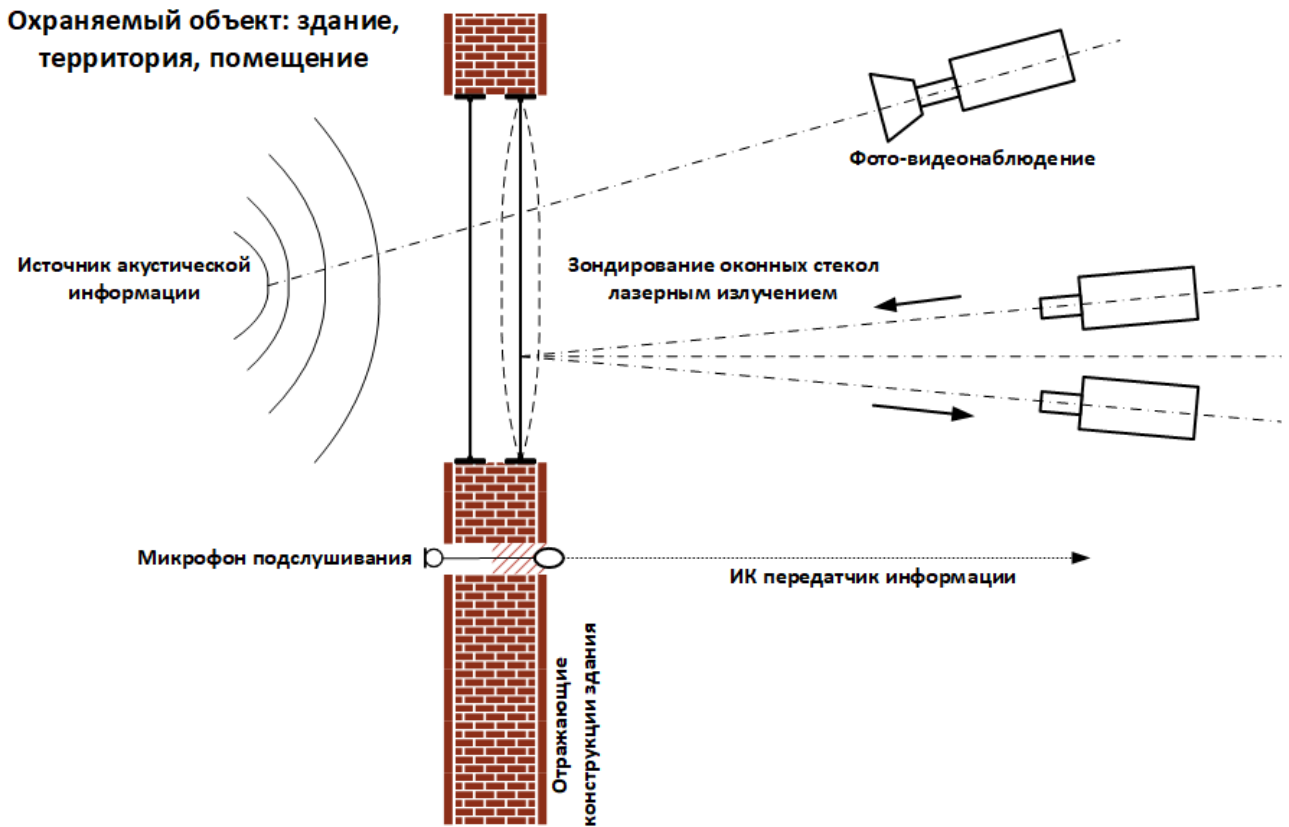 Охраняемый объект: здание,
территория, помещение
Фото-видеонаблюдение
Источник акустической
информации
Зондирование оконных стекол
лазерным излучением
Микрофон подслушивания
ИК передатчик информации
Отражающие
конструкции здания